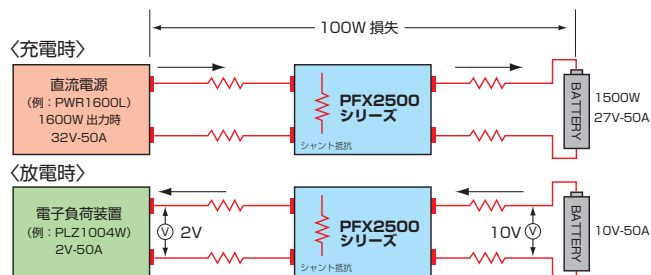 100W 損失
〈充電時〉
直流電源
(例：PWR1600L)
1600W 出力時
32V-50A
PFX2500
シリーズ
シャント抵抗
BATTERY
1500W
27V-50A
〈放電時〉
電子負荷装置
(例：PLZ1004W)
2V-50A
V 2V
PFX2500
シリーズ
シャント抵抗
10V V
BATTERY
10V-50A